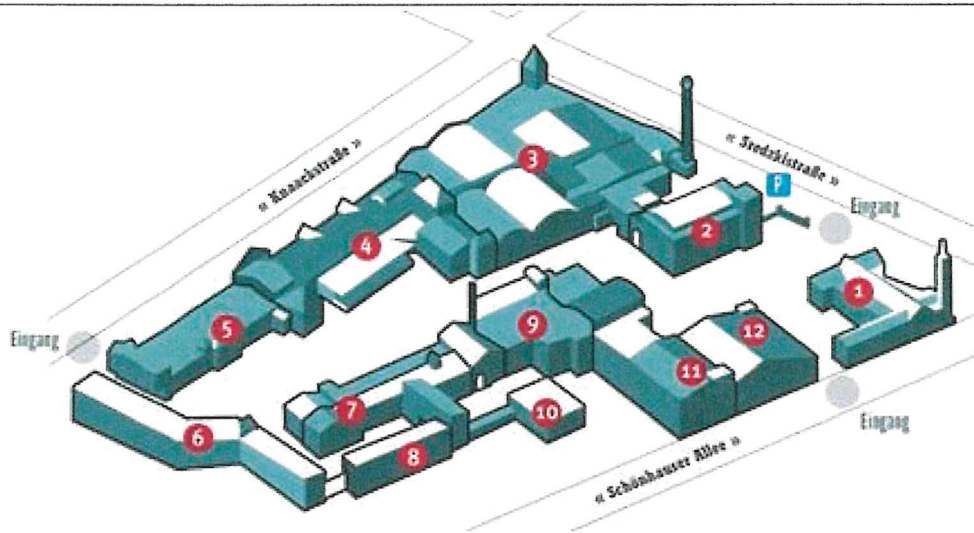 « Knaackstraße »
« Sredzkistraße »
P
Eingang
3
2
4
1
Eingang
5
9
12
11
7
10
6
8
Eingang
« Schönhauser Allee »